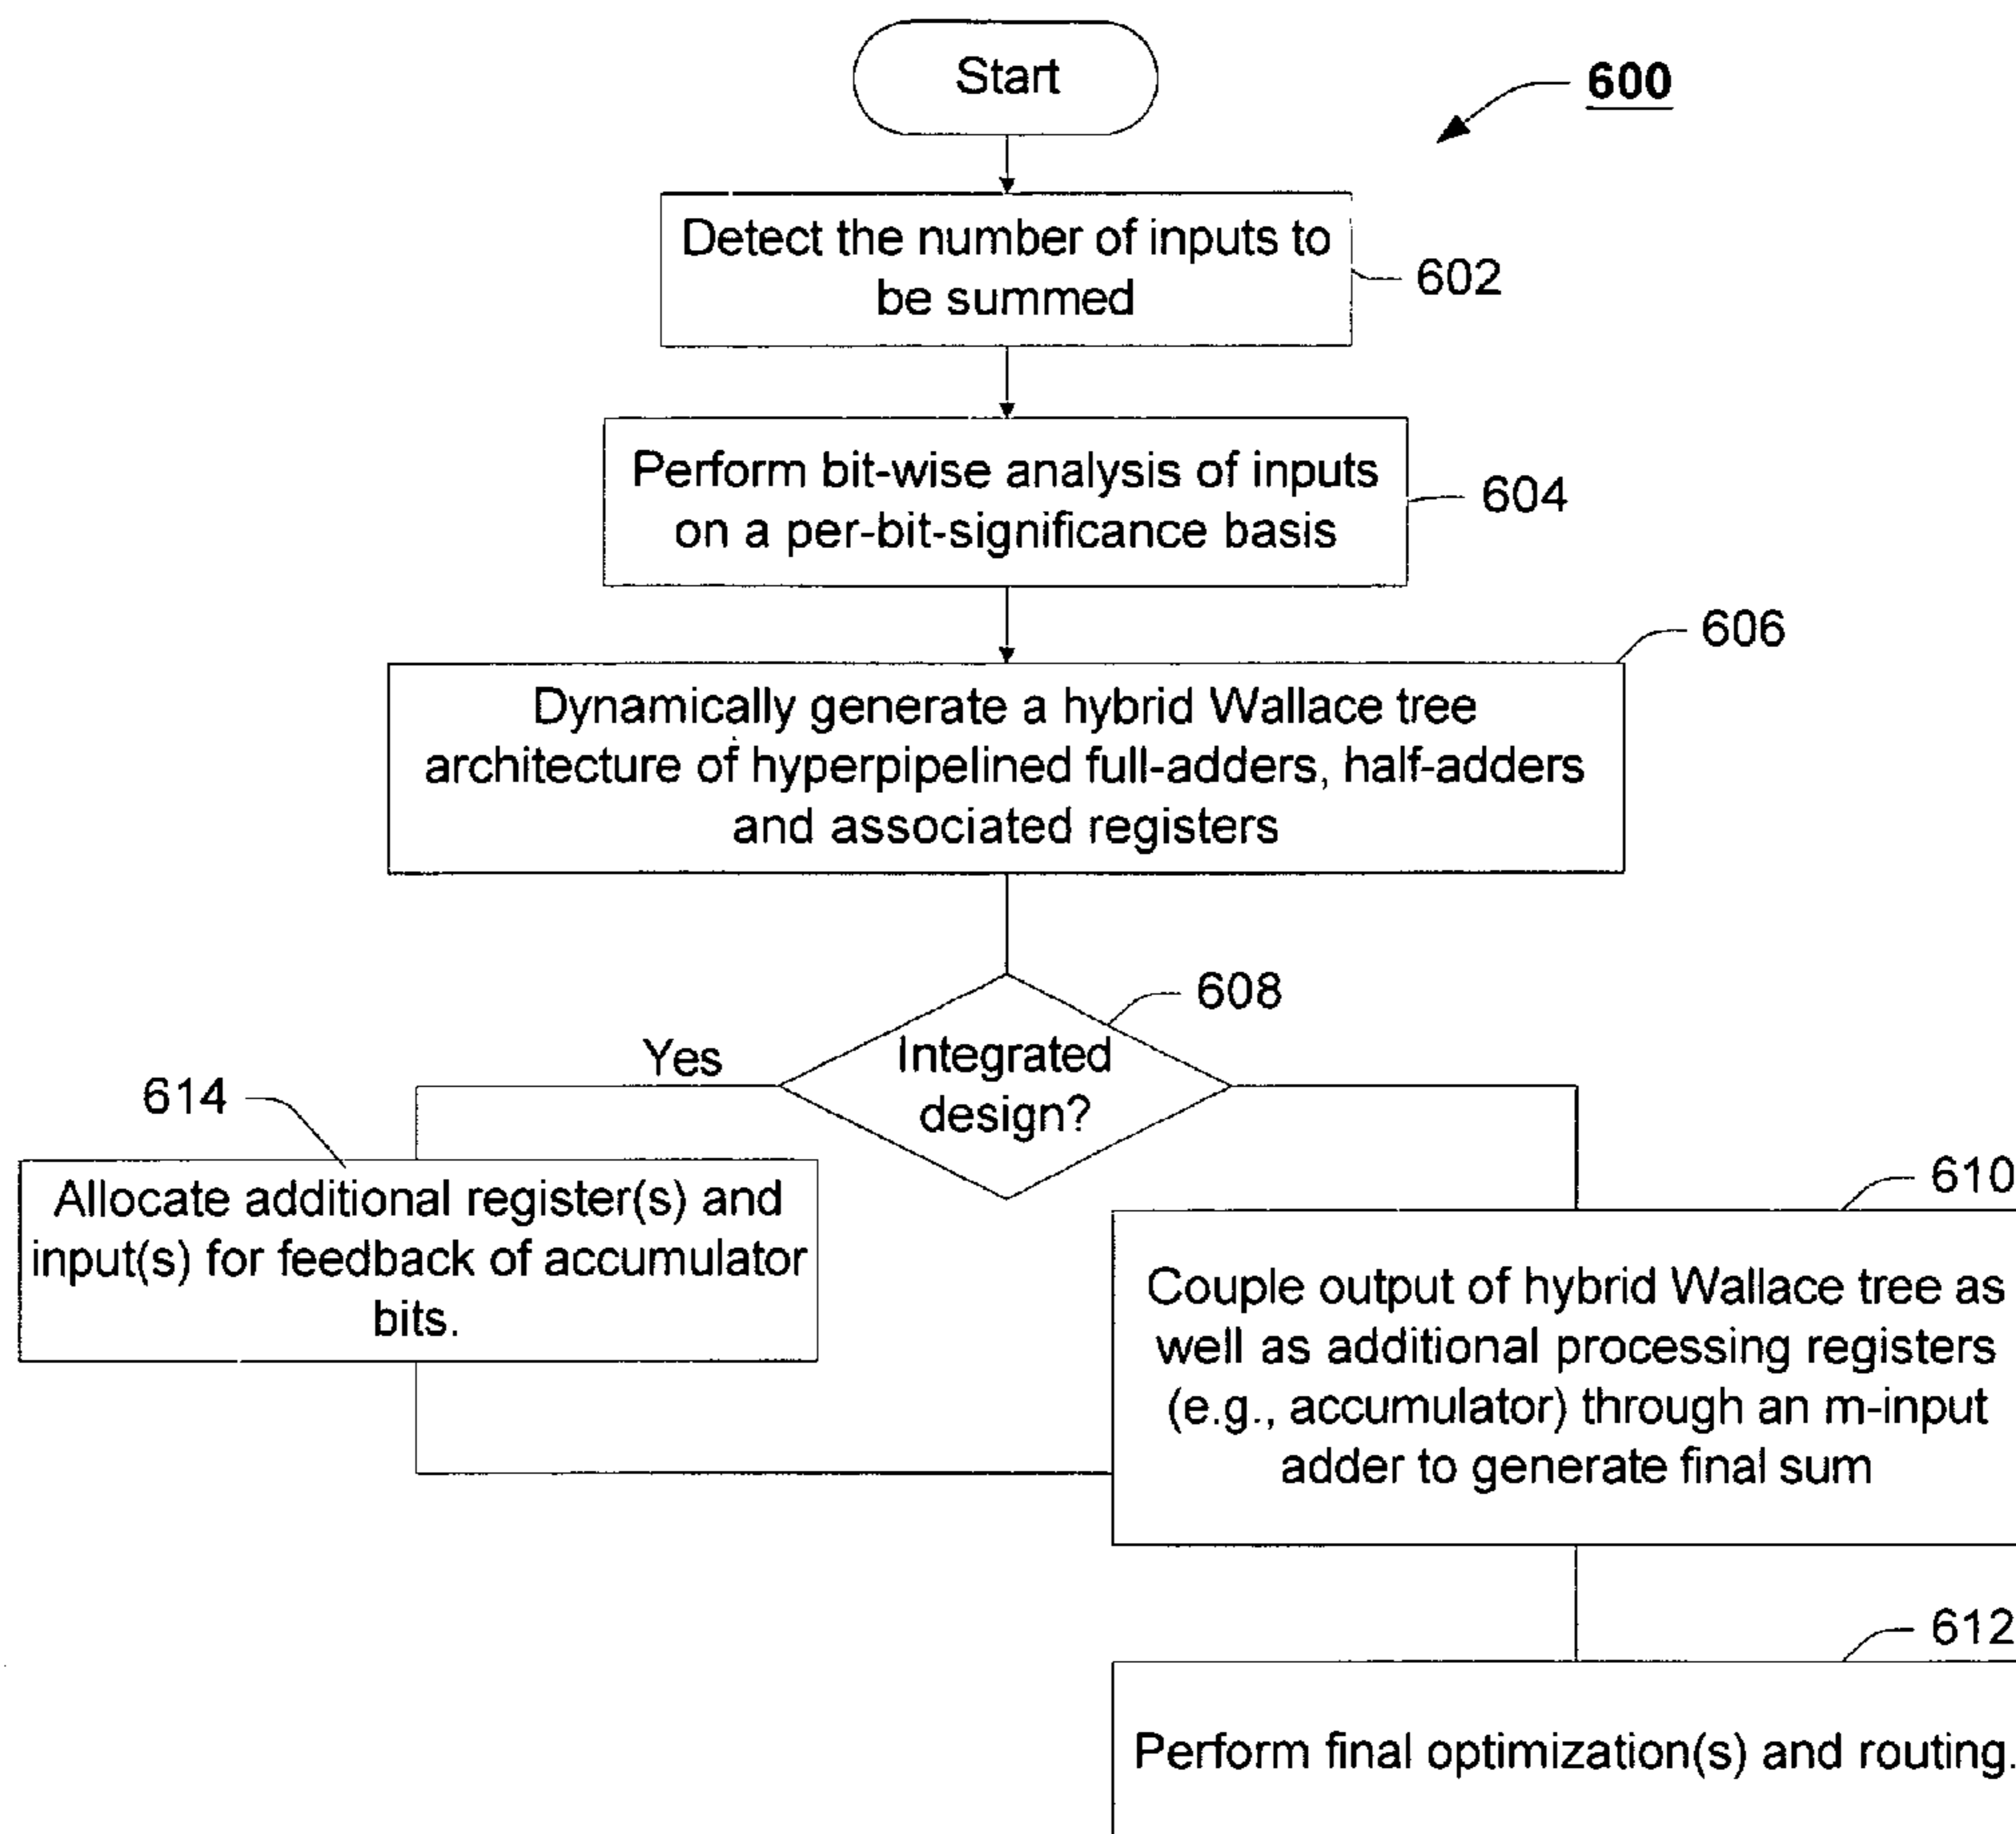 Start
600
Detect the number of inputs to
be summed
602
Perform bit-wise analysis of inputs
on a per-bit-significance basis
604
606
Dynamically generate a hybrid Wallace tree
architecture of hyperpipelined full-adders, half-adders
and associated registers
608
Integrated
design?
Yes
614
Allocate additional register(s) and
input(s) for feedback of accumulator
bits.
610
Couple output of hybrid Wallace tree as
well as additional processing registers
(e.g., accumulator) through an m-input
adder to generate final sum
612
Perform final optimization(s) and routing.